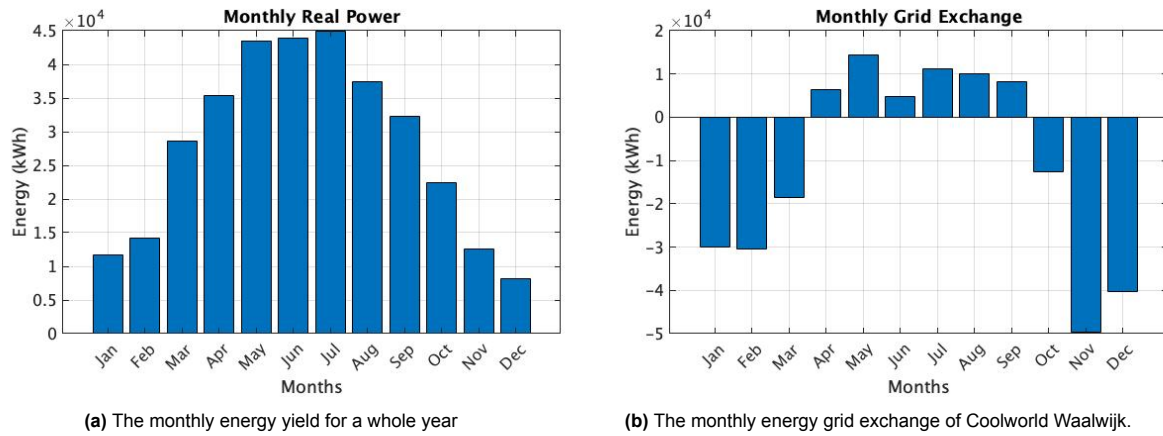 Monthly Real Power
×10⁴
4.5
4
3.5
3
2.5
2
1.5
1
0.5
0
Energy (kWh)
Jan Feb Mar Apr May Jun Jul Aug Sep Oct Nov Dec
Months
(a) The monthly energy yield for a whole year
Monthly Grid Exchange
×10⁴
2
1
0
-1
-2
-3
-4
-5
Energy (kWh)
Jan Feb Mar Apr May Jun Jul Aug Sep Oct Nov Dec
Months
(b) The monthly energy grid exchange of Coolworld Waalwijk.